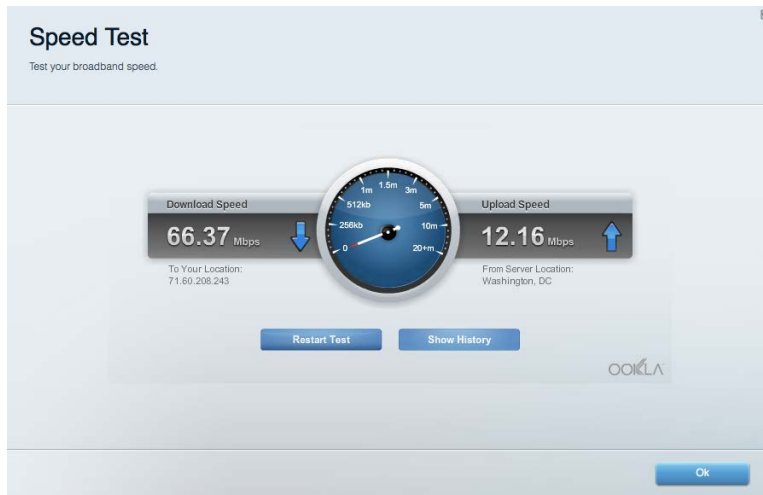 Speed Test
Test your broadband speed.
Download Speed
66.37 Mbps
To Your Location:
71.60.208.243
0
256kb
512kb
1m
1.5m
3m
5m
10m
20+m
Upload Speed
12.16 Mbps
From Server Location:
Washington, DC
Restart Test
Show History
OOKLA
Ok